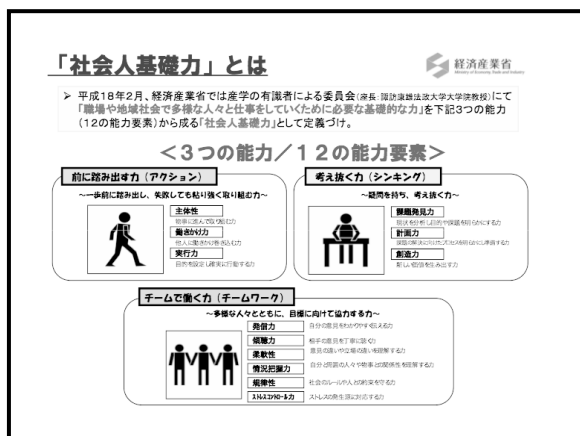 「社会人基礎力」とは
経済産業省
Ministry of Economy, Trade and Industry
➢ 平成18年2月、経済産業省では産学の有識者による委員会(座長:諏訪康雄法政大学大学院教授)にて
「職場や地域社会で多様な人々と仕事をしていくために必要な基礎的な力」を下記3つの能力
(12の能力要素)から成る「社会人基礎力」として定義づけ。
<3つの能力/12の能力要素>
前に踏み出す力(アクション)
~一歩前に踏み出し、失敗しても粘り強く取り組む力~
主体性
物事に進んで取り組む力
働きかけ力
他人に働きかけ巻き込む力
実行力
目的を設定し確実に行動する力
考え抜く力(シンキング)
~疑問を持ち、考え抜く力~
課題発見力
現状を分析し目的や課題を明らかにする力
計画力
課題の解決に向けたプロセスを明らかにし準備する力
創造力
新しい価値を生み出す力
チームで働く力(チームワーク)
~多様な人々とともに、目標に向けて協力する力~
発信力 自分の意見をわかりやすく伝える力
傾聴力 相手の意見を丁寧に聴く力
柔軟性 意見の違いや立場の違いを理解する力
情況把握力 自分と周囲の人々や物事との関係性を理解する力
規律性 社会のルールや人との約束を守る力
ストレスコントロール力 ストレスの発生源に対応する力